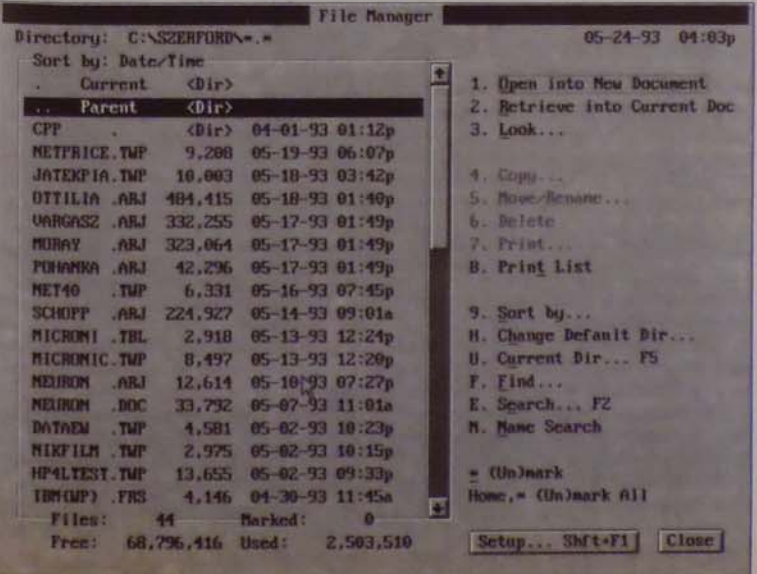 File Manager
Directory: C:\SZERFORD\*.* 05-24-93 04:03p
Sort by: Date/Time
. Current <Dir>
.. Parent <Dir>
CPP . <Dir> 04-01-93 01:12p
NETPRICE.TWP 9,208 05-19-93 06:07p
JATEKPIA.TWP 10,003 05-18-93 03:42p
OTTILIA .ARJ 484,415 05-18-93 01:40p
VARGASZ .ARJ 332,255 05-17-93 01:49p
MORAY .ARJ 323,064 05-17-93 01:49p
POHANKA .ARJ 42,296 05-17-93 01:49p
NET40 .TWP 6,331 05-16-93 07:45p
SCHOPP .ARJ 224,927 05-14-93 09:01a
MICROMI .TBL 2,918 05-13-93 12:24p
MICROMIC.TWP 8,497 05-13-93 12:20p
NEURON .ARJ 12,614 05-10-93 07:27p
NEURON .DOC 33,792 05-07-93 11:01a
DATAEW .TWP 4,581 05-02-93 10:23p
NIKFILM .TWP 2,975 05-02-93 10:15p
HP4LTEST.TWP 13,655 05-02-93 09:33p
IBM(WP) .FRS 4,146 04-30-93 11:45a
Files: 44 Marked: 0
Free: 68,796,416 Used: 2,503,510
1. Open into New Document
2. Retrieve into Current Doc
3. Look...
4. Copy...
5. Move/Rename...
6. Delete
7. Print...
8. Print List
9. Sort by...
H. Change Default Dir...
U. Current Dir... F5
F. Find...
E. Search... F2
N. Name Search
* (Un)mark
Home,* (Un)mark All
Setup... Shft+F1 Close